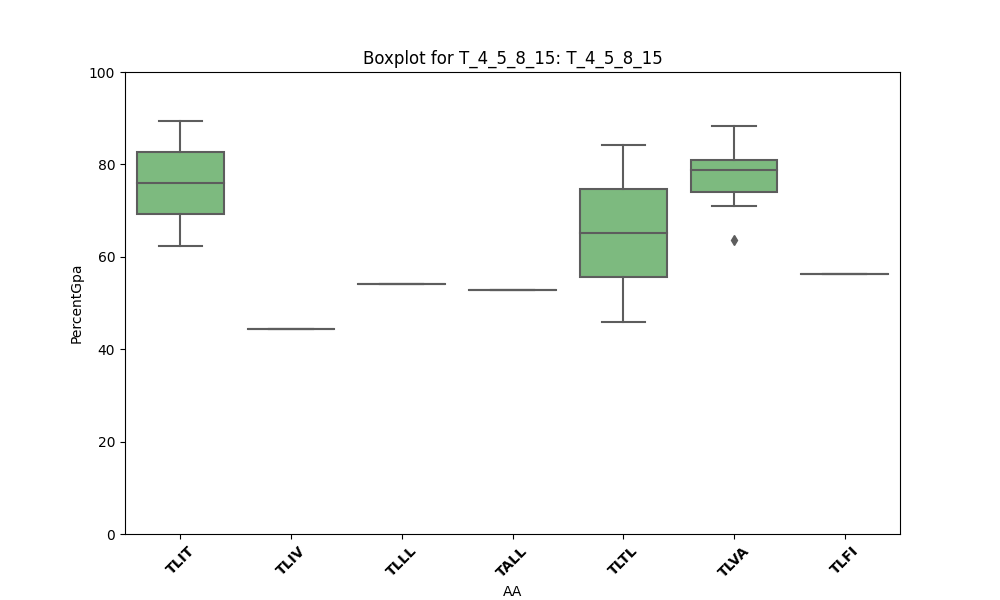 Boxplot for T_4_5_8_15: T_4_5_8_15
100
80
60
40
20
0
PercentGpa
TLIT
TLIV
TLLL
TALL
TLTL
TLVA
TLFI
AA